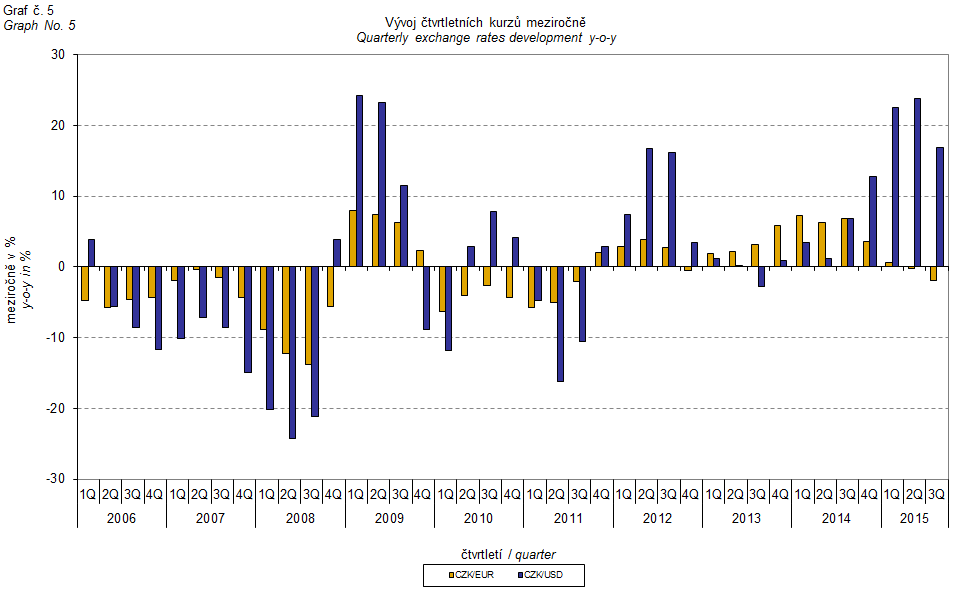 Graf č. 5
Graph No. 5
Vývoj čtvrtletních kurzů meziročně
Quarterly exchange rates development y-o-y
30
20
10
0
-10
-20
-30
meziročně v %
y-o-y in %
1Q 2Q 3Q 4Q 1Q 2Q 3Q 4Q 1Q 2Q 3Q 4Q 1Q 2Q 3Q 4Q 1Q 2Q 3Q 4Q 1Q 2Q 3Q 4Q 1Q 2Q 3Q 4Q 1Q 2Q 3Q 4Q 1Q 2Q 3Q 4Q 1Q 2Q 3Q
2006 2007 2008 2009 2010 2011 2012 2013 2014 2015
čtvrtletí / quarter
CZK/EUR CZK/USD